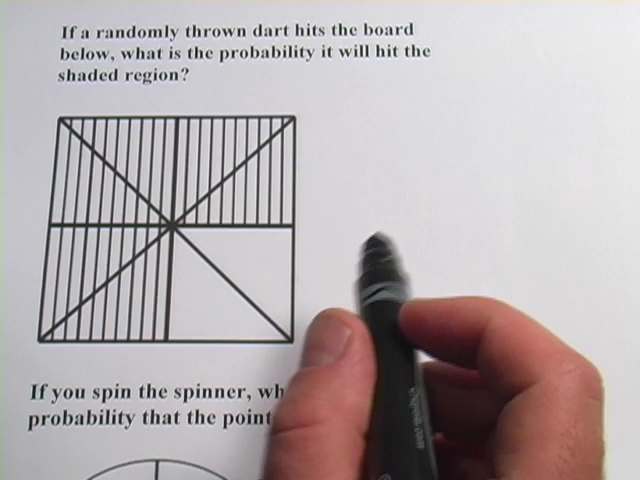 If a randomly thrown dart hits the board
below, what is the probability it will hit the
shaded region?
If you spin the spinner,
probability that the point